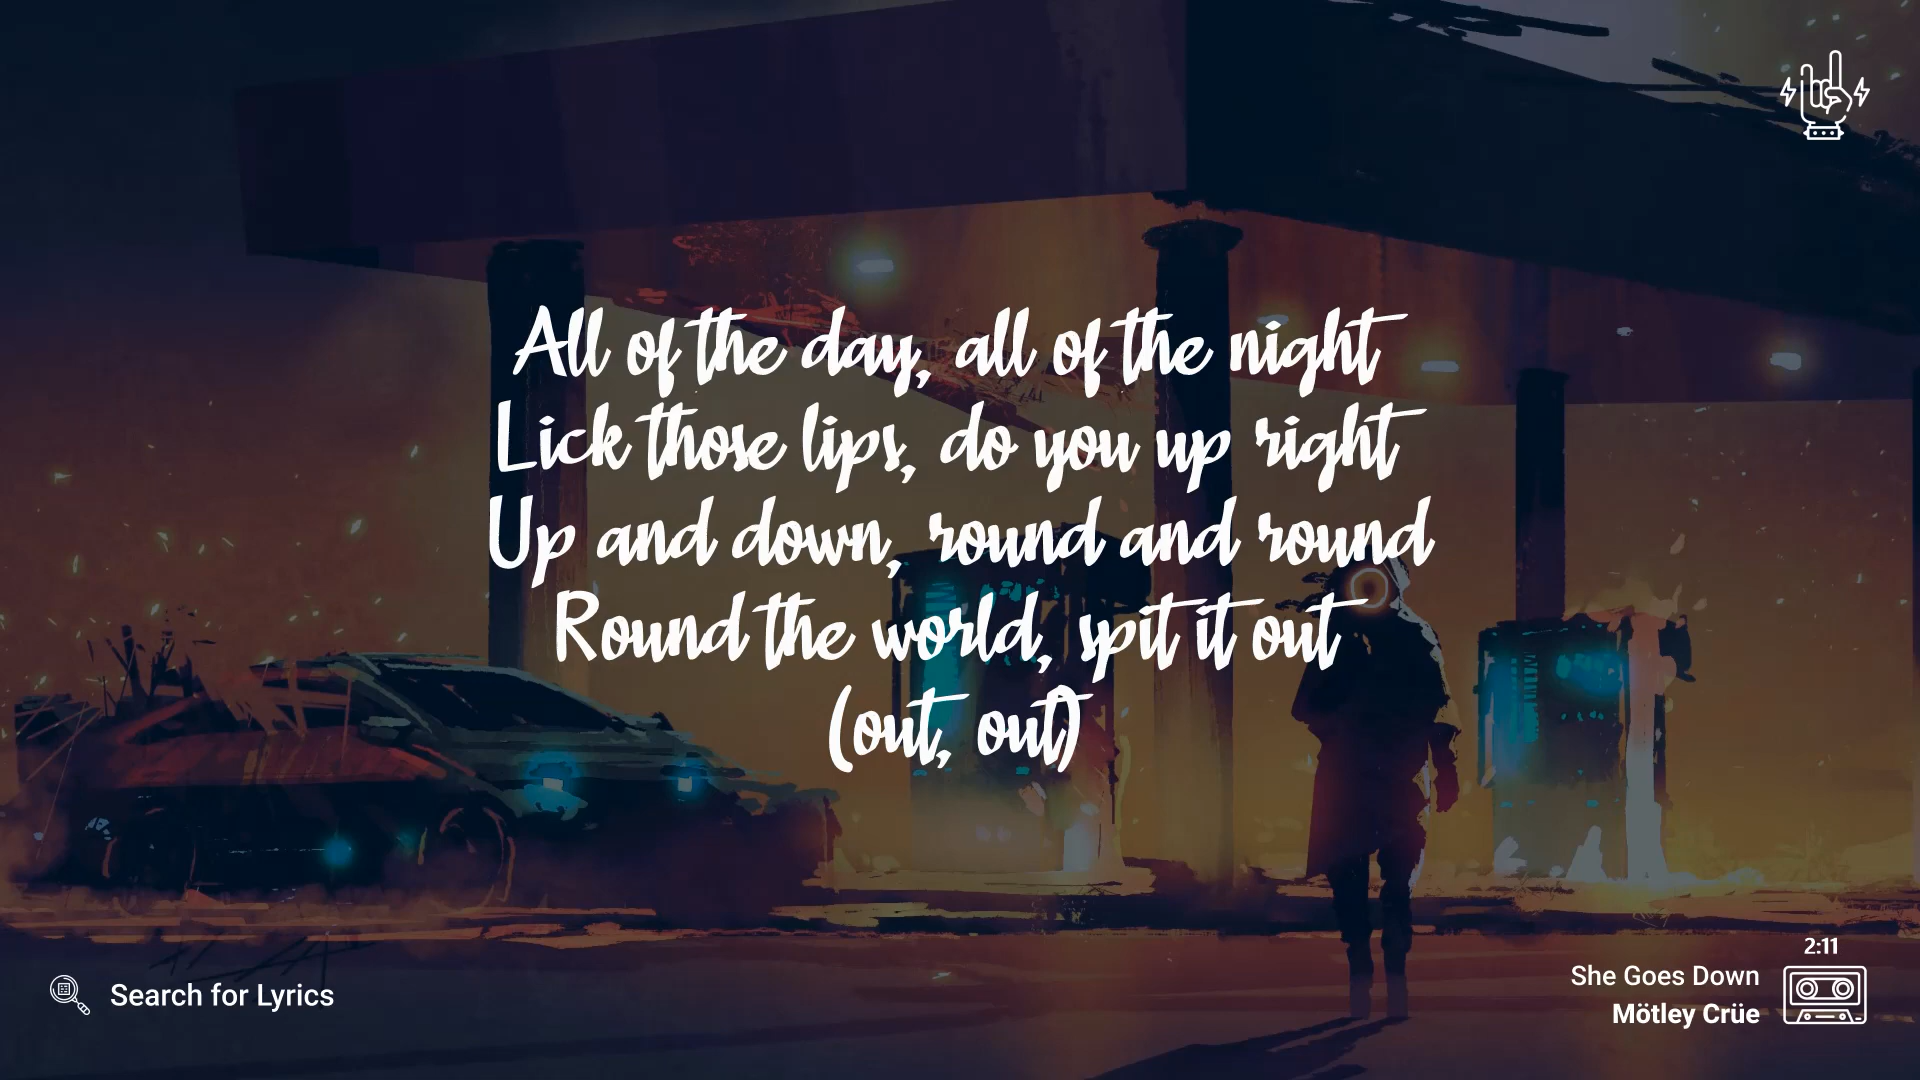 All of the day, all of the night
Lick those lips, do you up right
Up and down, round and round
Round the world, spit it out
(out, out)
Search for Lyrics
2:11
She Goes Down
Mötley Crüe